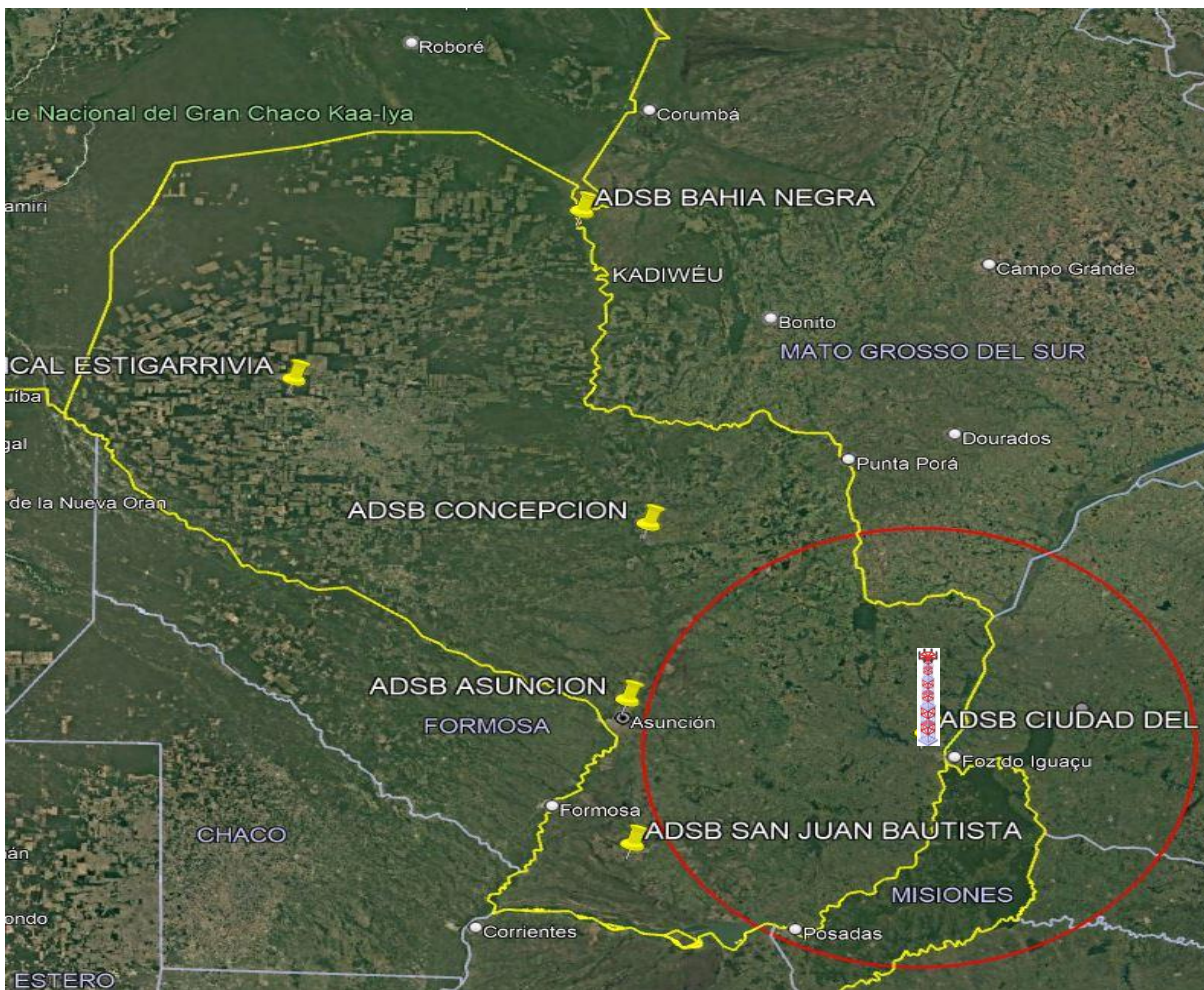 Roboré
ue Nacional del Gran Chaco Kaa-Iya
Corumbá
amiri
ADSB BAHIA NEGRA
KADIWÉU
Campo Grande
Bonito
MATO GROSSO DEL SUR
ICAL ESTIGARRIVIA
uíba
Dourados
gal
Punta Porá
de la Nueva Oran
ADSB CONCEPCION
ADSB ASUNCION
FORMOSA
Asunción
ADSB CIUDAD DEL
Foz do Iguaçu
Formosa
CHACO
ADSB SAN JUAN BAUTISTA
án
MISIONES
ondo
Corrientes
Posadas
ESTERO